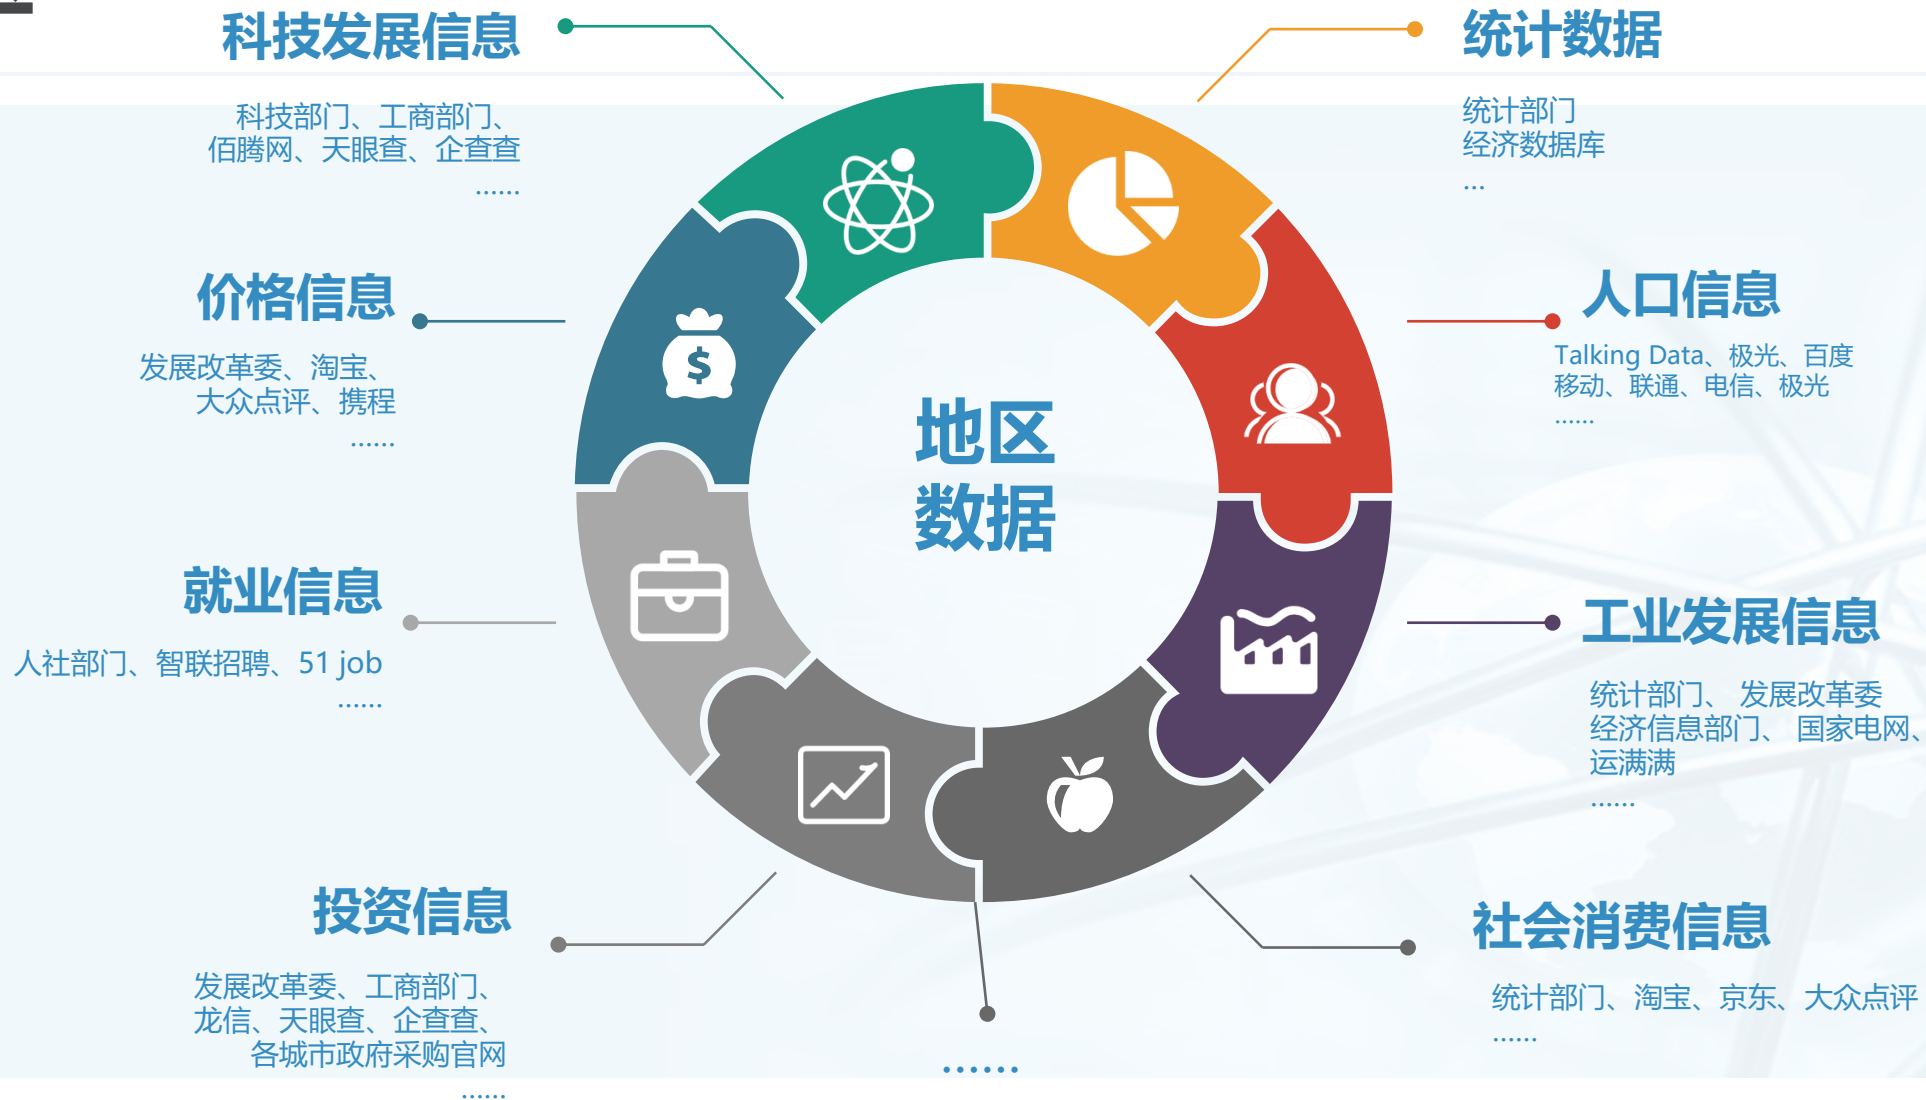 科技发展信息
科技部门、工商部门、
佰腾网、天眼查、企查查
......
统计数据
统计部门
经济数据库
...
价格信息
发展改革委、淘宝、
大众点评、携程
......
人口信息
Talking Data、极光、百度
移动、联通、电信、极光
......
地区
数据
$
就业信息
人社部门、智联招聘、51 job
......
工业发展信息
统计部门、 发展改革委
经济信息部门、 国家电网、
运满满
......
投资信息
发展改革委、工商部门、
龙信、天眼查、企查查、
各城市政府采购官网
......
社会消费信息
统计部门、淘宝、京东、大众点评
......
......